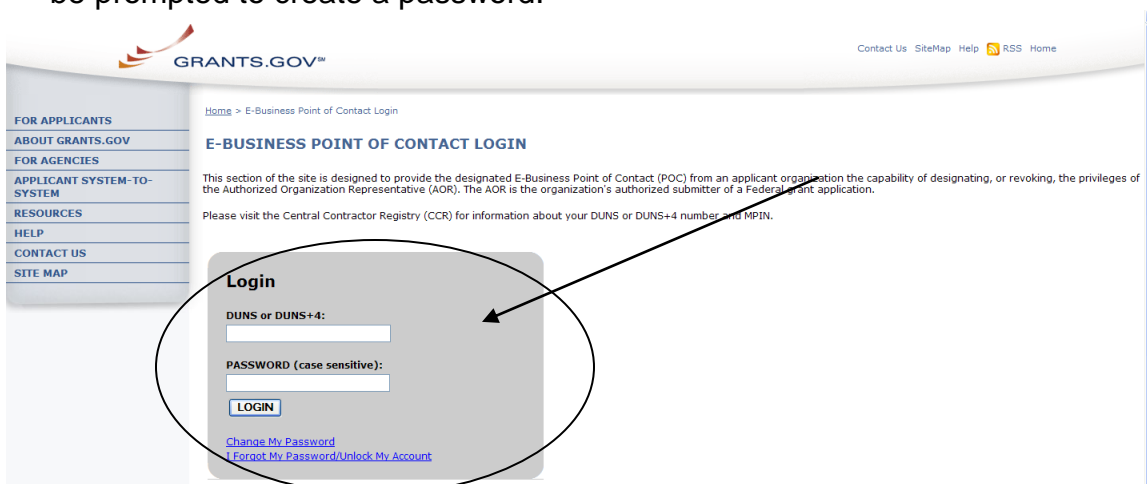 be prompted to create a password.
GRANTS.GOV℠
Contact Us SiteMap Help RSS Home
Home > E-Business Point of Contact Login
FOR APPLICANTS
ABOUT GRANTS.GOV
FOR AGENCIES
APPLICANT SYSTEM-TO-
SYSTEM
RESOURCES
HELP
CONTACT US
SITE MAP
E-BUSINESS POINT OF CONTACT LOGIN
This section of the site is designed to provide the designated E-Business Point of Contact (POC) from an applicant organization the capability of designating, or revoking, the privileges of
the Authorized Organization Representative (AOR). The AOR is the organization's authorized submitter of a Federal grant application.
Please visit the Central Contractor Registry (CCR) for information about your DUNS or DUNS+4 number and MPIN.
Login
DUNS or DUNS+4:
PASSWORD (case sensitive):
LOGIN
Change My Password
I Forgot My Password/Unlock My Account